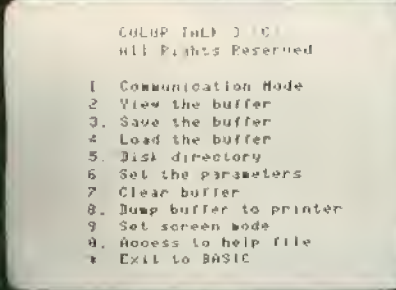 All Rights Reserved
1 Communication Mode
2 View the buffer
3. Save the buffer
4 Load the buffer
5. Disk directory
6 Set the parameters
7 Clear buffer
8. Dump buffer to printer
9 Set screen mode
0. Access to help file
* Exit to BASIC